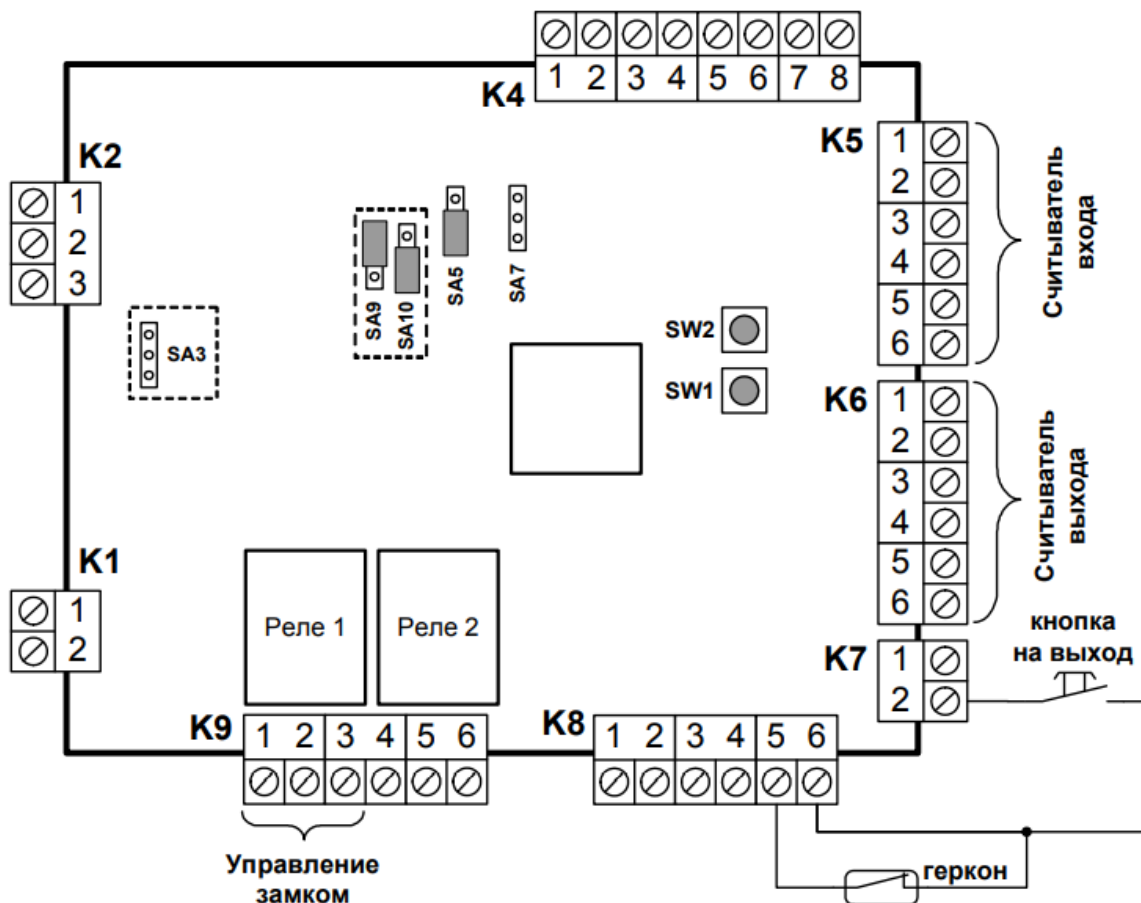 K4
1 2 3 4 5 6 7 8
K2
1
2
3
K5
1
2
3
4
5
6
Считыватель
входа
SA9
SA10
SA5
SA7
SA3
SW2
SW1
K6
1
2
3
4
5
6
Считыватель
выхода
K1
1
2
Реле 1
Реле 2
K7
1
2
кнопка
на выход
K9
1 2 3 4 5 6
K8
1 2 3 4 5 6
Управление
замком
геркон